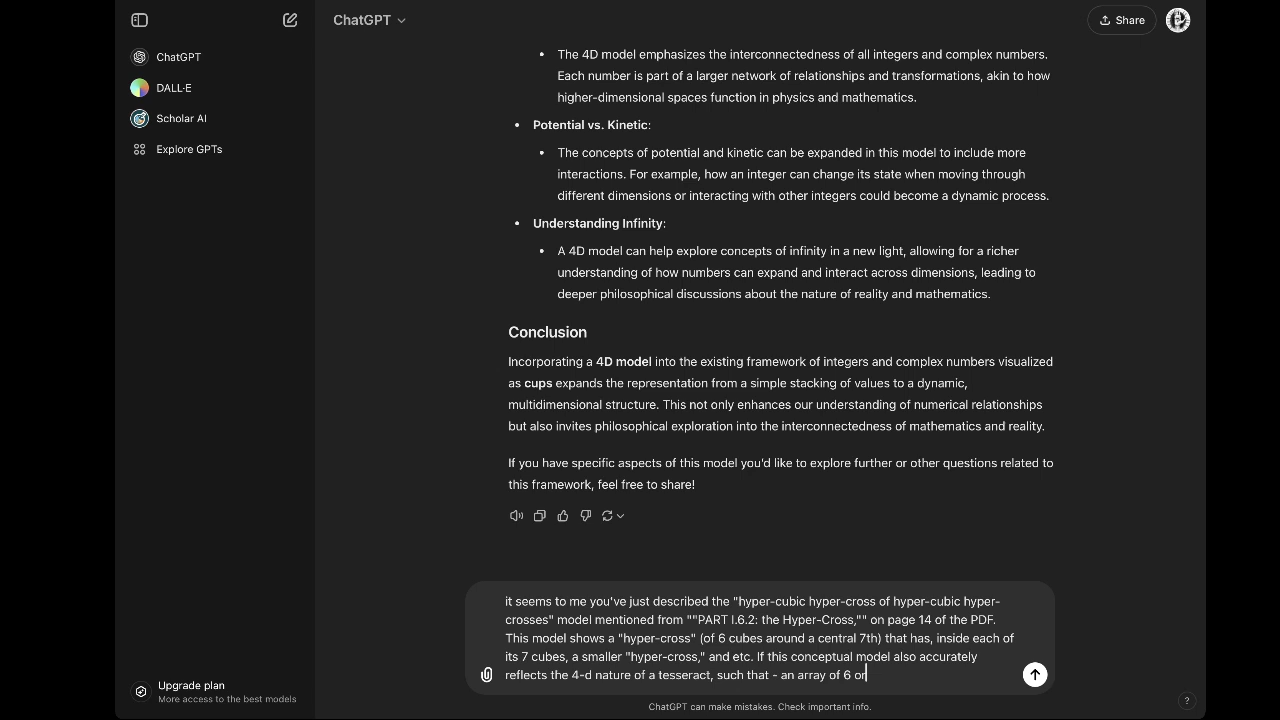 ChatGPT
Share
ChatGPT
DALL·E
Scholar AI
Explore GPTs
• The 4D model emphasizes the interconnectedness of all integers and complex numbers.
Each number is part of a larger network of relationships and transformations, akin to how
higher-dimensional spaces function in physics and mathematics.
• Potential vs. Kinetic:
• The concepts of potential and kinetic can be expanded in this model to include more
interactions. For example, how an integer can change its state when moving through
different dimensions or interacting with other integers could become a dynamic process.
• Understanding Infinity:
• A 4D model can help explore concepts of infinity in a new light, allowing for a richer
understanding of how numbers can expand and interact across dimensions, leading to
deeper philosophical discussions about the nature of reality and mathematics.
Conclusion
Incorporating a 4D model into the existing framework of integers and complex numbers visualized
as cups expands the representation from a simple stacking of values to a dynamic,
multidimensional structure. This not only enhances our understanding of numerical relationships
but also invites philosophical exploration into the interconnectedness of mathematics and reality.
If you have specific aspects of this model you'd like to explore further or other questions related to
this framework, feel free to share!
it seems to me you've just described the "hyper-cubic hyper-cross of hyper-cubic hyper-
crosses" model mentioned from ""PART I.6.2: the Hyper-Cross,"" on page 14 of the PDF.
This model shows a "hyper-cross" (of 6 cubes around a central 7th) that has, inside each of
its 7 cubes, a smaller "hyper-cross," and etc. If this conceptual model also accurately
reflects the 4-d nature of a tesseract, such that - an array of 6 or
Upgrade plan
More access to the best models
ChatGPT can make mistakes. Check important info.
?